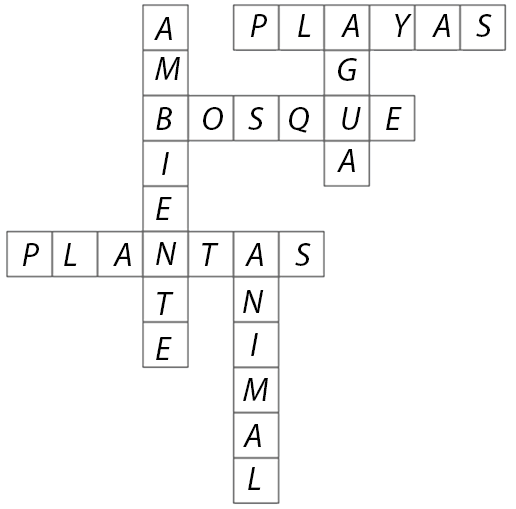 PLAYAS
AMBIENTE
AGUA
BOSQUE
PLANTAS
ANIMAL